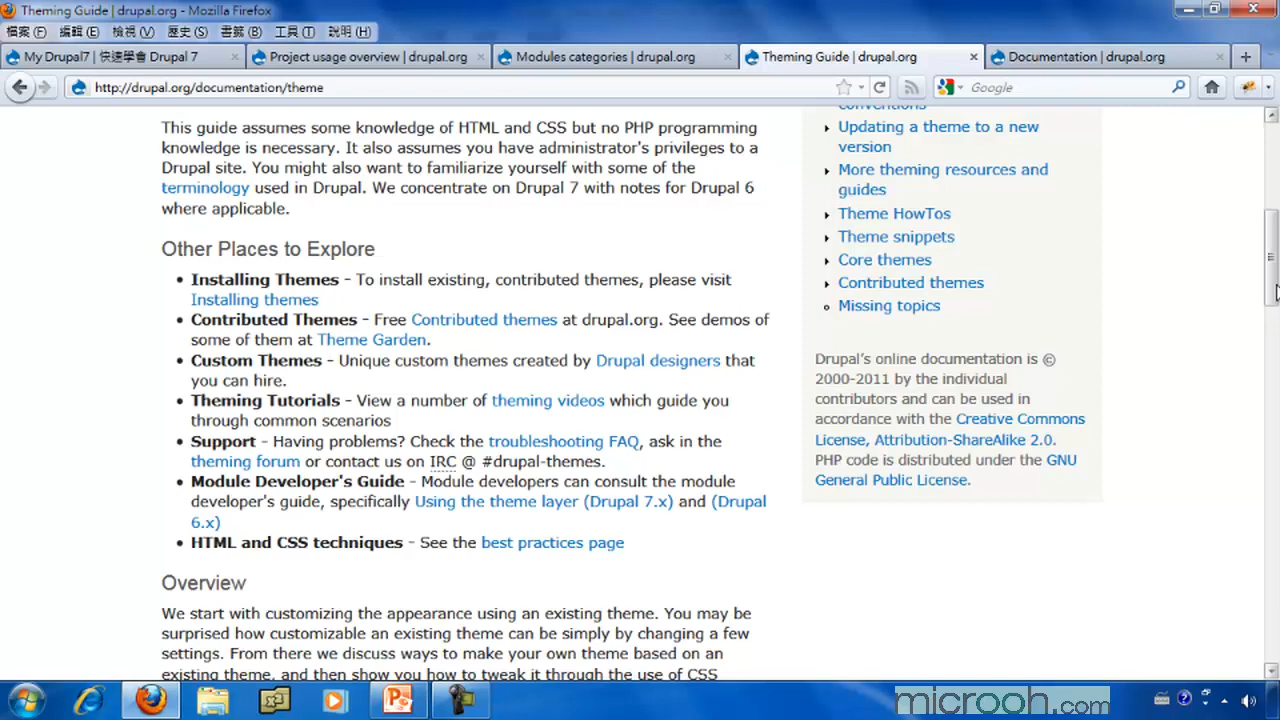 Theming Guide | drupal.org - Mozilla Firefox
檔案(F) 編輯(E) 檢視(V) 歷史(S) 書籤(B) 工具(T) 說明(H)
My Drupal7 | 快速學會 Drupal 7
Project usage overview | drupal.org
Modules categories | drupal.org
Theming Guide | drupal.org
Documentation | drupal.org
http://drupal.org/documentation/theme
Google
This guide assumes some knowledge of HTML and CSS but no PHP programming
knowledge is necessary. It also assumes you have administrator's privileges to a
Drupal site. You might also want to familiarize yourself with some of the
terminology used in Drupal. We concentrate on Drupal 7 with notes for Drupal 6
where applicable.
Other Places to Explore
• Installing Themes - To install existing, contributed themes, please visit
Installing themes
• Contributed Themes - Free Contributed themes at drupal.org. See demos of
some of them at Theme Garden.
• Custom Themes - Unique custom themes created by Drupal designers that
you can hire.
• Theming Tutorials - View a number of theming videos which guide you
through common scenarios
• Support - Having problems? Check the troubleshooting FAQ, ask in the
theming forum or contact us on IRC @ #drupal-themes.
• Module Developer's Guide - Module developers can consult the module
developer's guide, specifically Using the theme layer (Drupal 7.x) and (Drupal
6.x)
• HTML and CSS techniques - See the best practices page
Overview
We start with customizing the appearance using an existing theme. You may be
surprised how customizable an existing theme can be simply by changing a few
settings. From there we discuss ways to make your own theme based on an
existing theme, and then show you how to tweak it through the use of CSS
conventions
Updating a theme to a new
version
More theming resources and
guides
Theme HowTos
Theme snippets
Core themes
Contributed themes
Missing topics
Drupal's online documentation is ©
2000-2011 by the individual
contributors and can be used in
accordance with the Creative Commons
License, Attribution-ShareAlike 2.0.
PHP code is distributed under the GNU
General Public License.
microoh.com